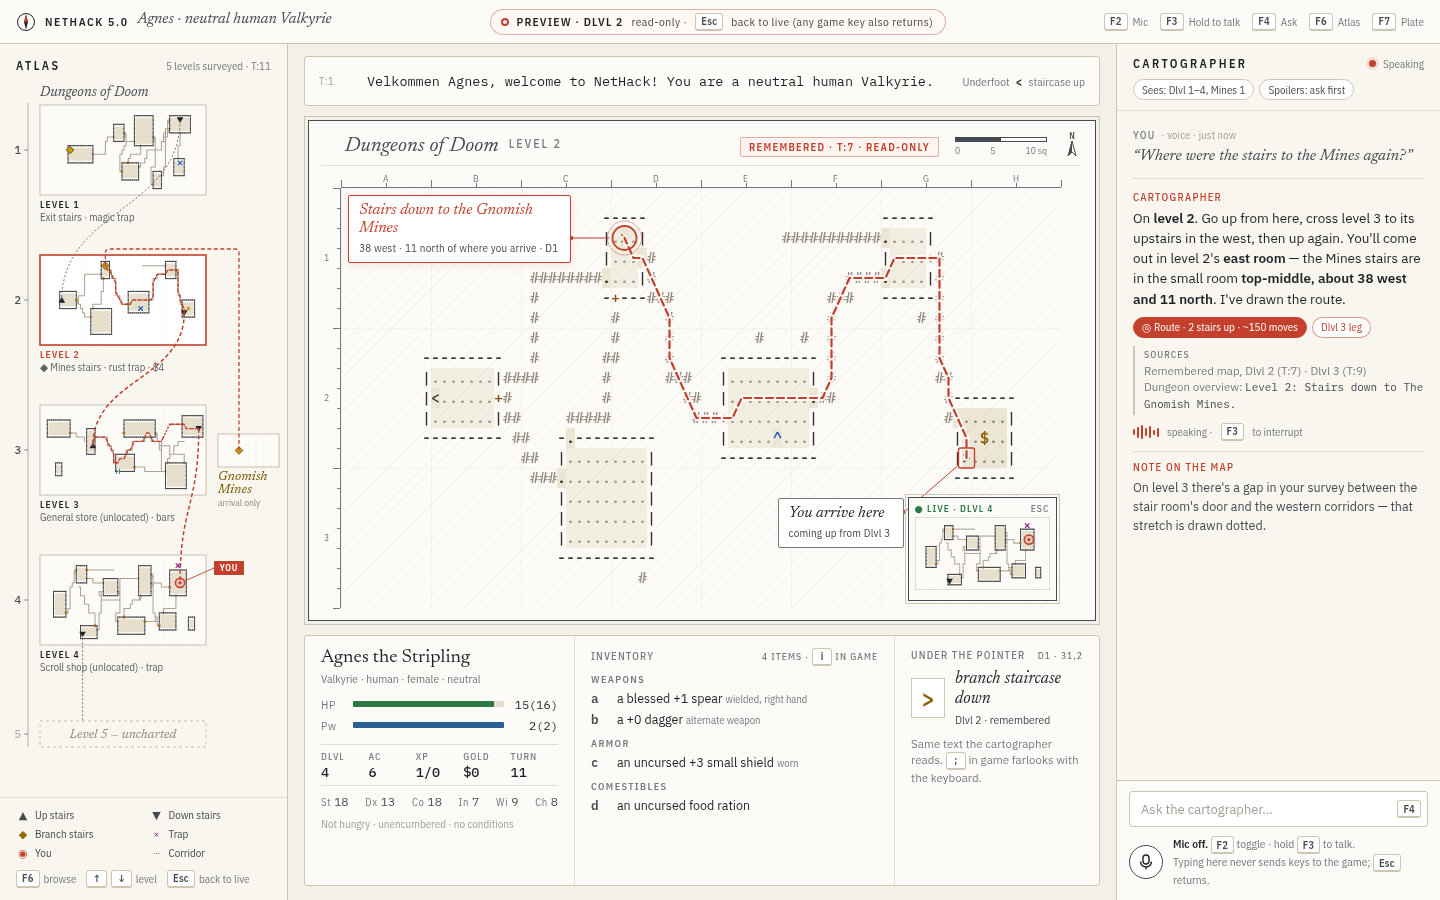 NETHACK 5.0 Agnes · neutral human Valkyrie
PREVIEW · DLVL 2 read-only · Esc back to live (any game key also returns)
F2 Mic F3 Hold to talk F4 Ask F6 Atlas F7 Plate
ATLAS 5 levels surveyed · T:11
Dungeons of Doom
1
LEVEL 1
Exit stairs · magic trap
2
LEVEL 2
◆ Mines stairs · rust trap · $4
3
LEVEL 3
General store (unlocated) · bars
Gnomish
Mines
arrival only
YOU
4
LEVEL 4
Scroll shop (unlocated) · trap
5
Level 5 – uncharted
▲ Up stairs ▼ Down stairs
◆ Branch stairs × Trap
◉ You ┄ Corridor
F6 browse ↑ ↓ level Esc back to live
T:1 Velkommen Agnes, welcome to NetHack! You are a neutral human Valkyrie. Underfoot < staircase up
Dungeons of Doom LEVEL 2
REMEMBERED · T:7 · READ-ONLY
0 5 10 sq
N
A B C D E F G H
1
2
3
Stairs down to the Gnomish
Mines
38 west · 11 north of where you arrive · D1
You arrive here
coming up from Dlvl 3
LIVE · DLVL 4 ESC
Agnes the Stripling
Valkyrie · human · female · neutral
HP 15(16)
Pw 2(2)
DLVL AC XP GOLD TURN
4 6 1/0 $0 11
St 18 Dx 13 Co 18 In 7 Wi 9 Ch 8
Not hungry · unencumbered · no conditions
INVENTORY 4 ITEMS · i IN GAME
WEAPONS
a a blessed +1 spear wielded, right hand
b a +0 dagger alternate weapon
ARMOR
c an uncursed +3 small shield worn
COMESTIBLES
d an uncursed food ration
UNDER THE POINTER D1 · 31,2
> branch staircase
down
Dlvl 2 · remembered
Same text the cartographer
reads. ; in game farlooks with
the keyboard.
CARTOGRAPHER Speaking
Sees: Dlvl 1–4, Mines 1 Spoilers: ask first
YOU · voice · just now
“Where were the stairs to the Mines again?”
CARTOGRAPHER
On level 2. Go up from here, cross level 3 to its
upstairs in the west, then up again. You'll come
out in level 2's east room — the Mines stairs are
in the small room top-middle, about 38 west
and 11 north. I've drawn the route.
◎ Route · 2 stairs up · ~150 moves Dlvl 3 leg
SOURCES
Remembered map, Dlvl 2 (T:7) · Dlvl 3 (T:9)
Dungeon overview: Level 2: Stairs down to The
Gnomish Mines.
speaking · F3 to interrupt
NOTE ON THE MAP
On level 3 there's a gap in your survey between the
stair room's door and the western corridors — that
stretch is drawn dotted.
Ask the cartographer… F4
Mic off. F2 toggle · hold F3 to talk.
Typing here never sends keys to the game; Esc
returns.